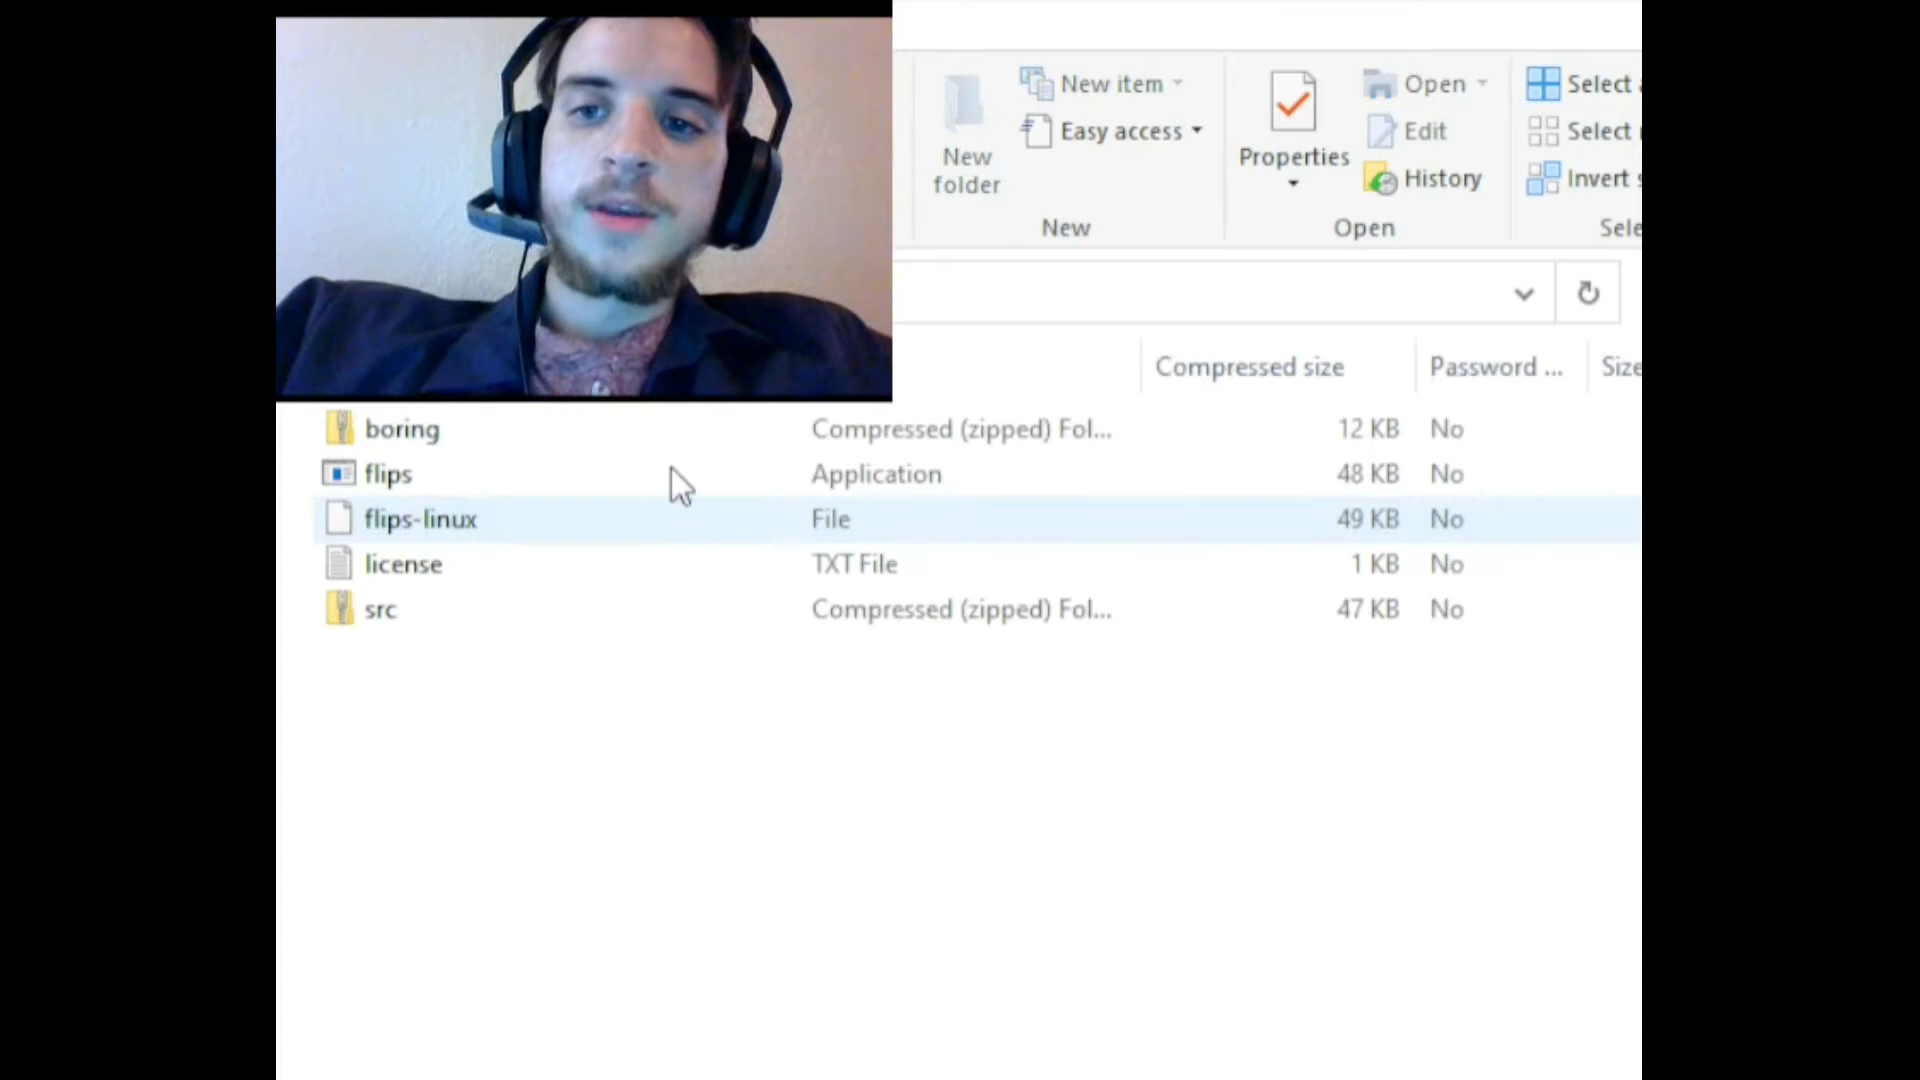 New item
Easy access
New
folder
New
Properties
Open
Edit
History
Open
Select
Select
Invert
Sele
Compressed size
Password ...
Size
boring Compressed (zipped) Fol... 12 KB No
flips Application 48 KB No
flips-linux File 49 KB No
license TXT File 1 KB No
src Compressed (zipped) Fol... 47 KB No